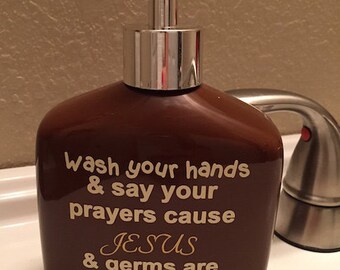 Wash your hands
& say your
prayers cause
JESUS
& germs are